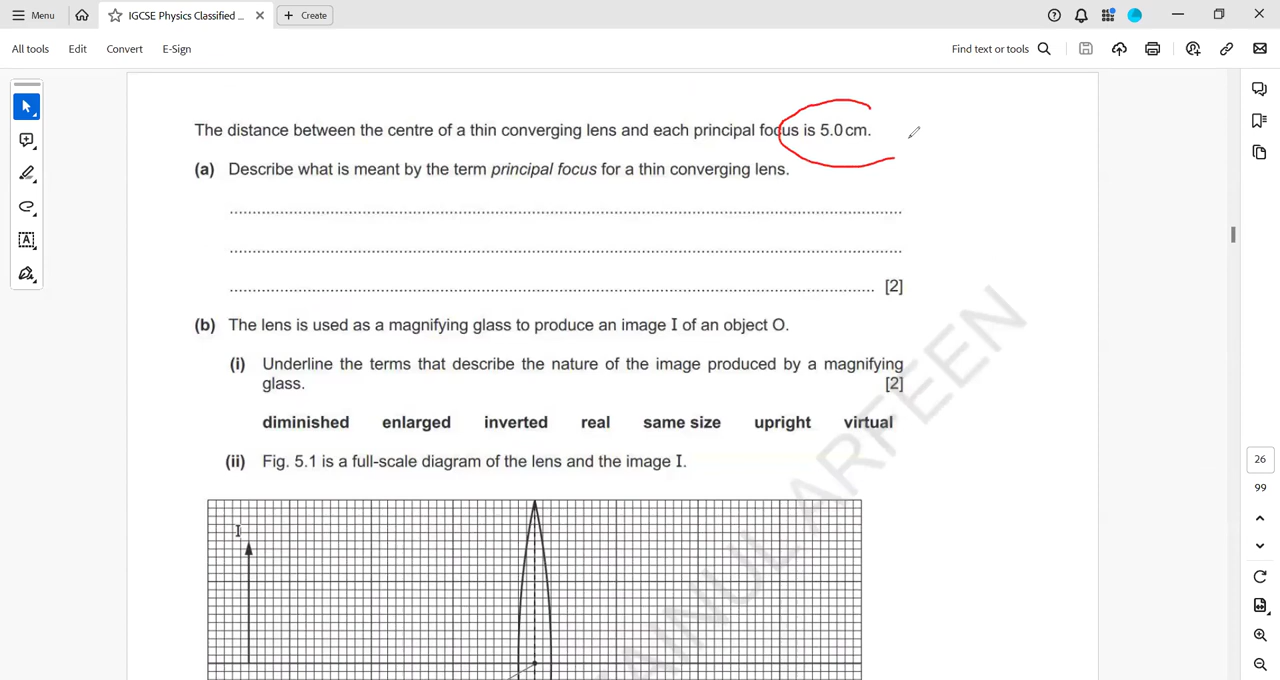 Menu
IGCSE Physics Classified ...
Create
All tools
Edit
Convert
E-Sign
Find text or tools
The distance between the centre of a thin converging lens and each principal focus is 5.0 cm.
(a) Describe what is meant by the term principal focus for a thin converging lens.
[2]
(b) The lens is used as a magnifying glass to produce an image I of an object O.
(i) Underline the terms that describe the nature of the image produced by a magnifying
glass. [2]
diminished enlarged inverted real same size upright virtual
(ii) Fig. 5.1 is a full-scale diagram of the lens and the image I.
I
26
99
AINUL ARFEEN